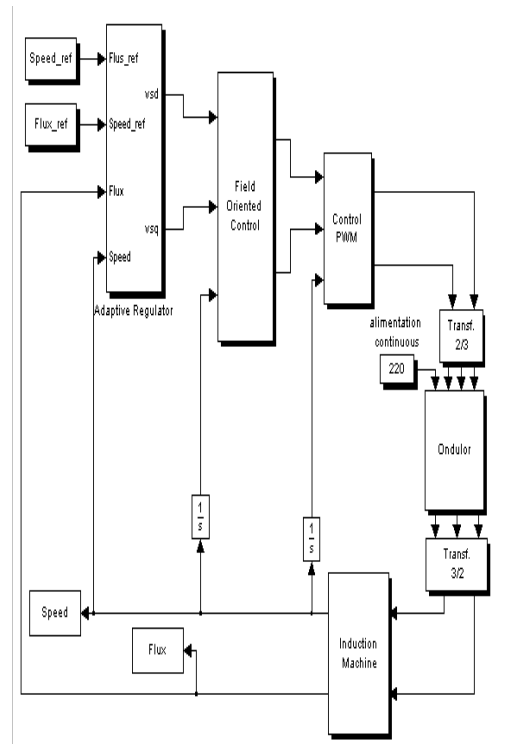 Speed_ref
Flux_ref
Flus_ref
vsd
Speed_ref
Flux
vsq
Speed
Adaptive Regulator
Field
Oriented
Control
Control
PWM
alimentation
continuous
220
Transf.
2/3
Ondulor
Transf.
3/2
1
s
1
s
Speed
Flux
Induction
Machine